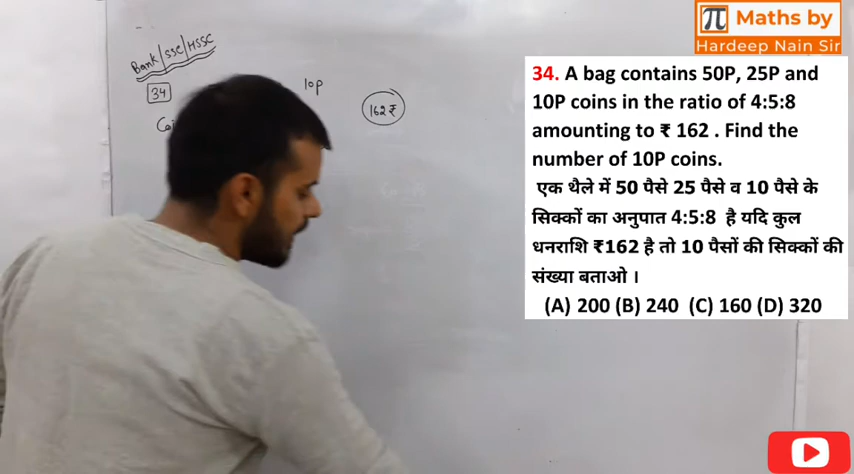 π Maths by
Hardeep Nain Sir
Bank/SSC/HSSC
34
10P
162₹
34. A bag contains 50P, 25P and
10P coins in the ratio of 4:5:8
amounting to ₹ 162 . Find the
number of 10P coins.
एक थैले में 50 पैसे 25 पैसे व 10 पैसे के
सिक्कों का अनुपात 4:5:8 है यदि कुल
धनराशि ₹162 है तो 10 पैसों की सिक्कों की
संख्या बताओ ।
(A) 200 (B) 240 (C) 160 (D) 320